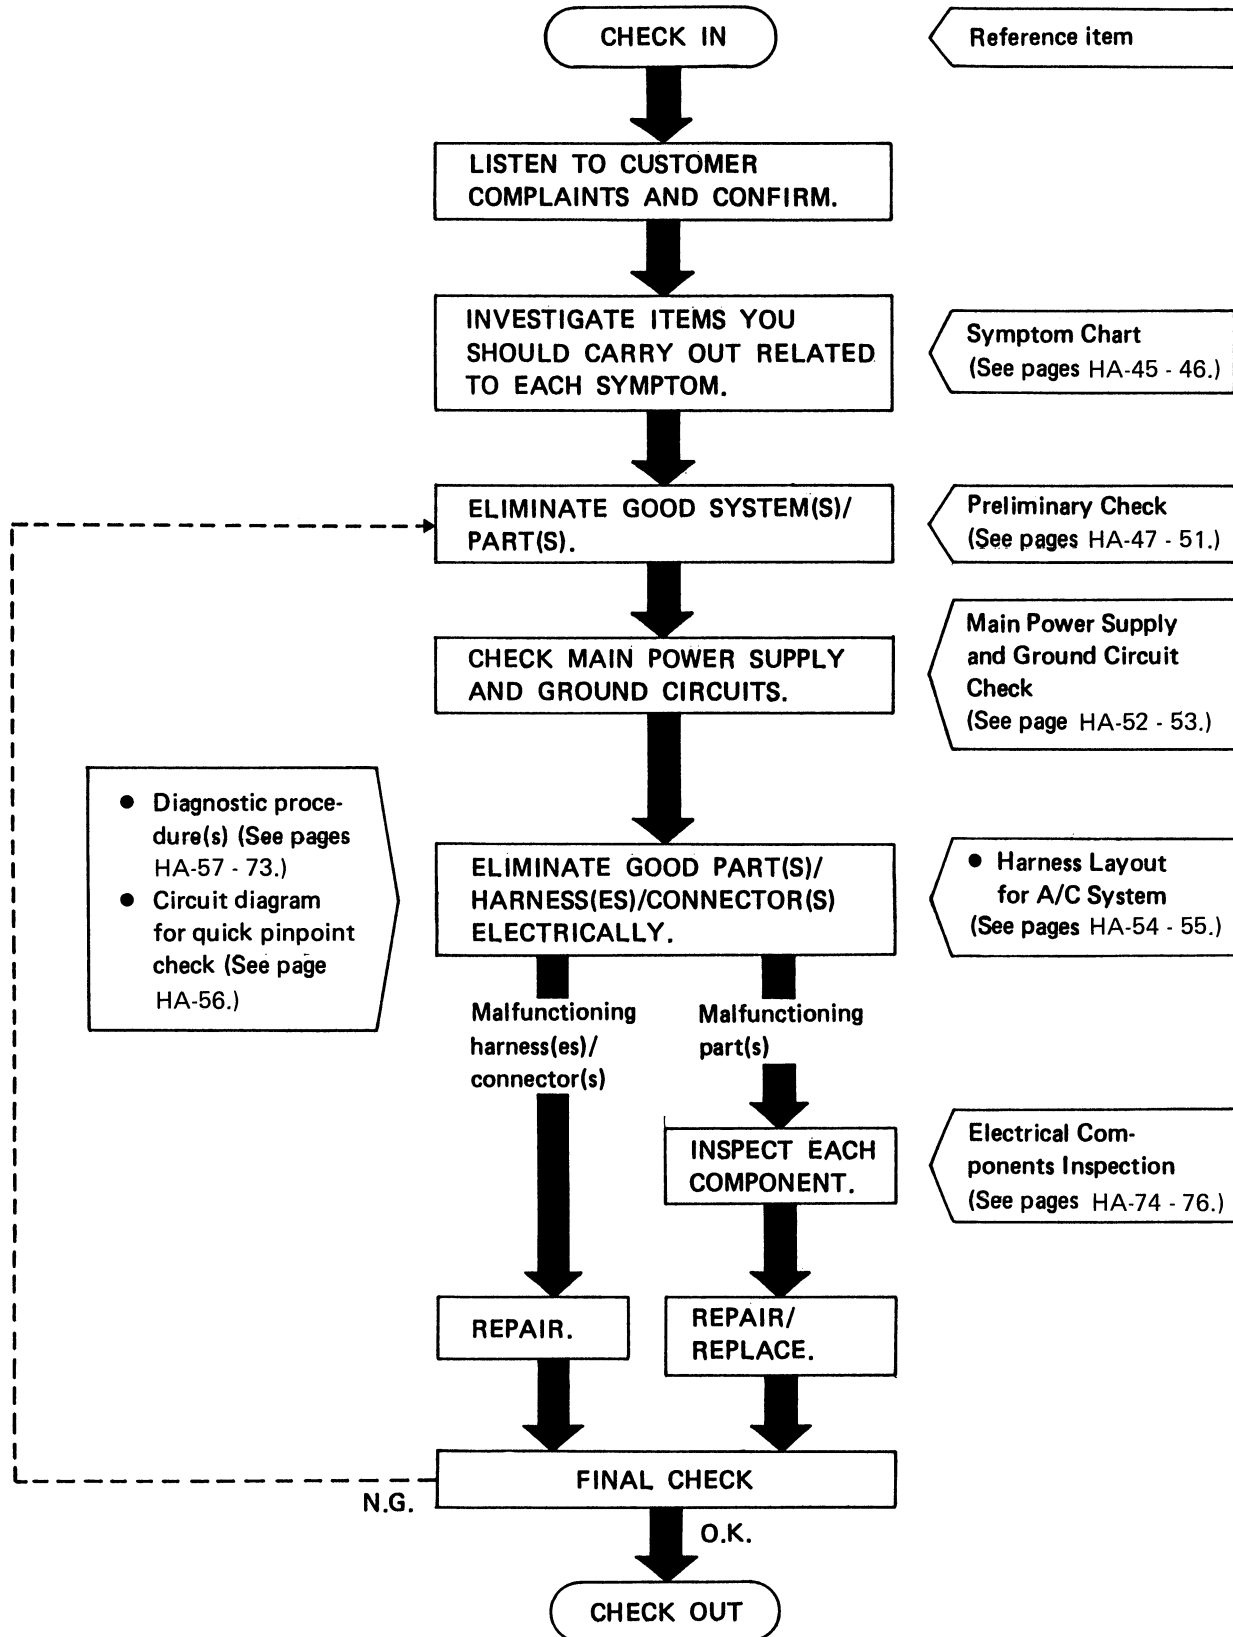 CHECK IN
Reference item
LISTEN TO CUSTOMER
COMPLAINTS AND CONFIRM.
INVESTIGATE ITEMS YOU
SHOULD CARRY OUT RELATED
TO EACH SYMPTOM.
Symptom Chart
(See pages HA-45 - 46.)
ELIMINATE GOOD SYSTEM(S)/
PART(S).
Preliminary Check
(See pages HA-47 - 51.)
CHECK MAIN POWER SUPPLY
AND GROUND CIRCUITS.
Main Power Supply
and Ground Circuit
Check
(See page HA-52 - 53.)
● Diagnostic proce-
dure(s) (See pages
HA-57 - 73.)
● Circuit diagram
for quick pinpoint
check (See page
HA-56.)
ELIMINATE GOOD PART(S)/
HARNESS(ES)/CONNECTOR(S)
ELECTRICALLY.
● Harness Layout
for A/C System
(See pages HA-54 - 55.)
Malfunctioning
harness(es)/
connector(s)
Malfunctioning
part(s)
INSPECT EACH
COMPONENT.
Electrical Com-
ponents Inspection
(See pages HA-74 - 76.)
REPAIR.
REPAIR/
REPLACE.
FINAL CHECK
N.G.
O.K.
CHECK OUT